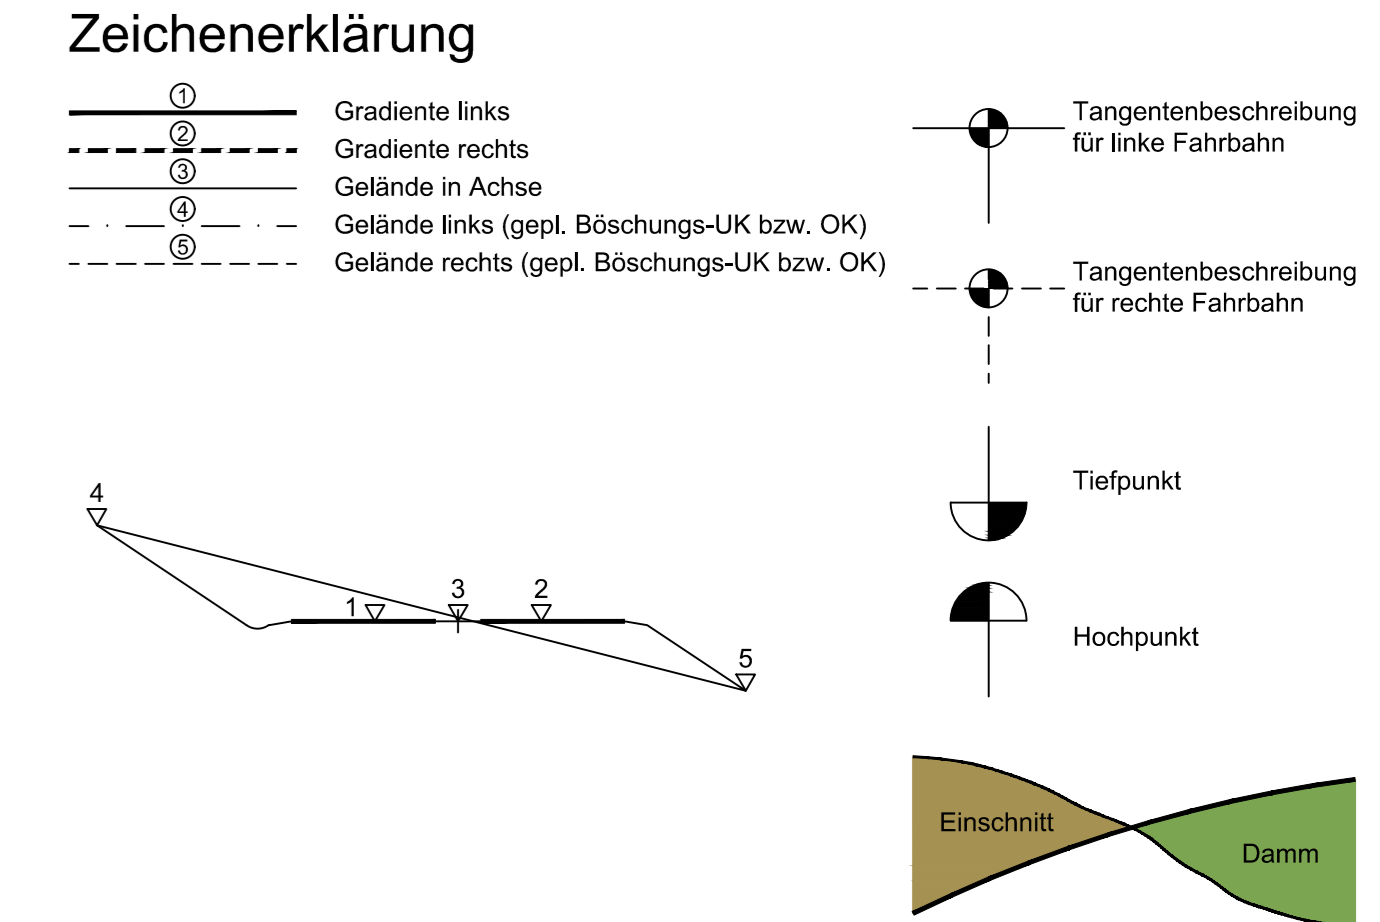 Zeichenerklärung
1
Gradiente links
2
Gradiente rechts
3
Gelände in Achse
4
Gelände links (gepl. Böschungs-UK bzw. OK)
5
Gelände rechts (gepl. Böschungs-UK bzw. OK)
Tangentenbeschreibung
für linke Fahrbahn
Tangentenbeschreibung
für rechte Fahrbahn
Tiefpunkt
Hochpunkt
4
1
3
2
5
Einschnitt
Damm